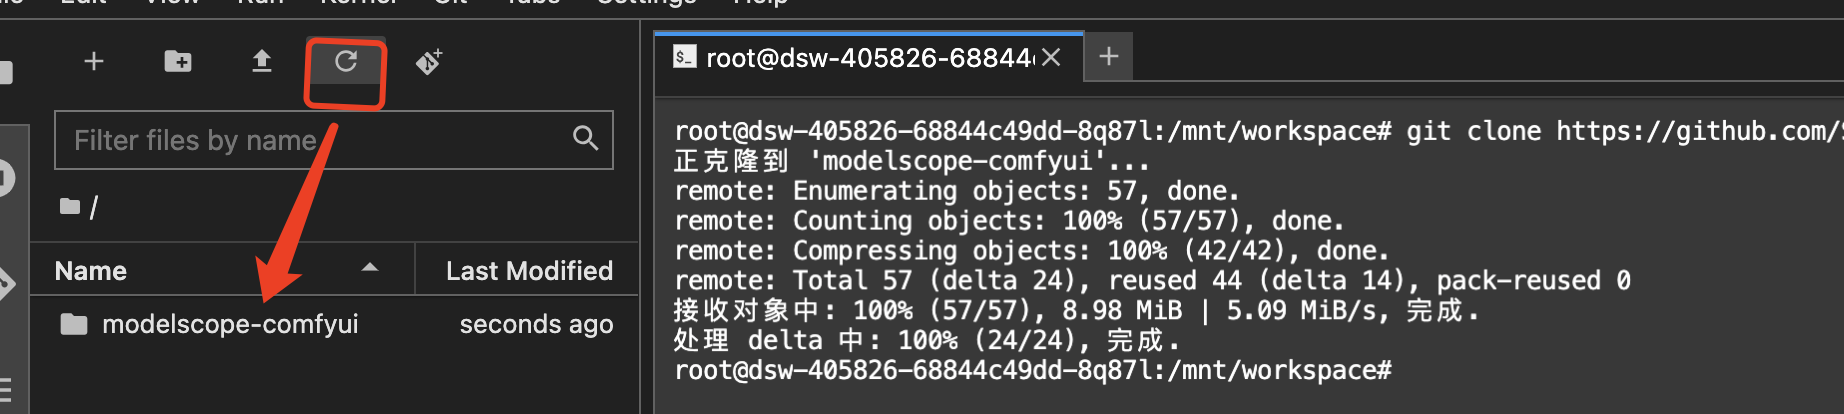 Edit View Run Kernel Git Tabs Settings Help
root@dsw-405826-68844
Filter files by name
/
Name Last Modified
modelscope-comfyui seconds ago
root@dsw-405826-68844c49dd-8q87l:/mnt/workspace# git clone https://github.com/
正克隆到 'modelscope-comfyui'...
remote: Enumerating objects: 57, done.
remote: Counting objects: 100% (57/57), done.
remote: Compressing objects: 100% (42/42), done.
remote: Total 57 (delta 24), reused 44 (delta 14), pack-reused 0
接收对象中: 100% (57/57), 8.98 MiB | 5.09 MiB/s, 完成.
处理 delta 中: 100% (24/24), 完成.
root@dsw-405826-68844c49dd-8q87l:/mnt/workspace#